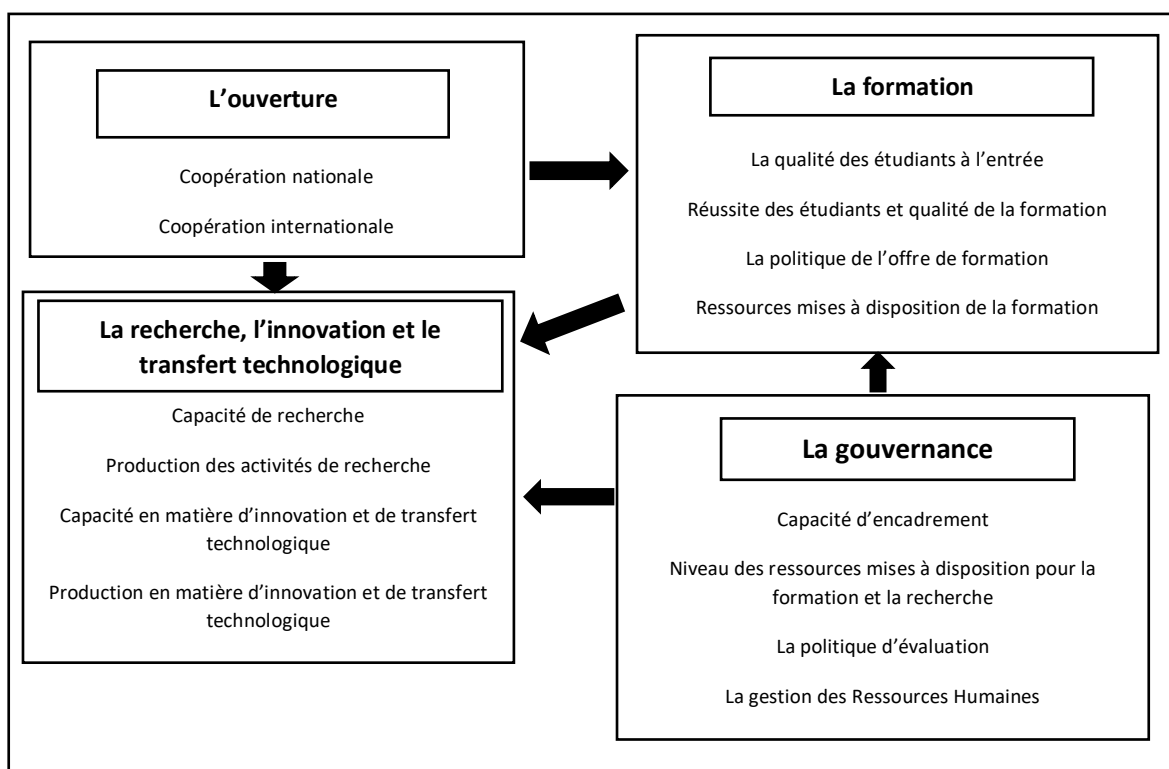 L’ouverture
Coopération nationale
Coopération internationale
La formation
La qualité des étudiants à l’entrée
Réussite des étudiants et qualité de la formation
La politique de l’offre de formation
Ressources mises à disposition de la formation
La recherche, l’innovation et le
transfert technologique
Capacité de recherche
Production des activités de recherche
Capacité en matière d’innovation et de transfert
technologique
Production en matière d’innovation et de transfert
technologique
La gouvernance
Capacité d’encadrement
Niveau des ressources mises à disposition pour la
formation et la recherche
La politique d’évaluation
La gestion des Ressources Humaines